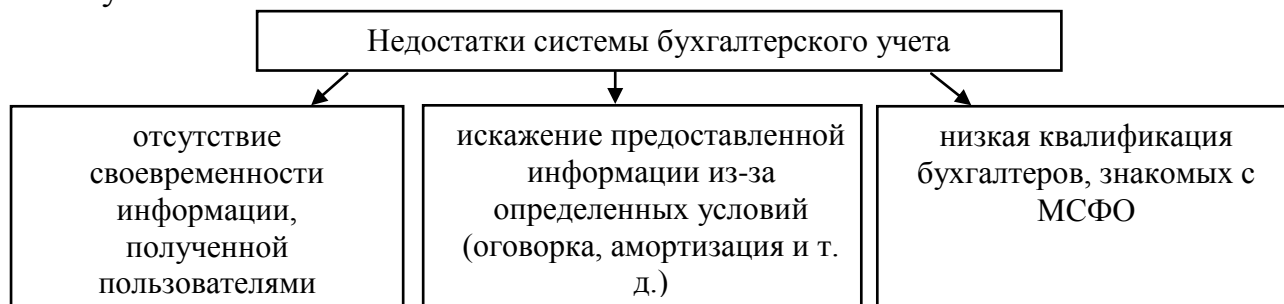 у
Недостатки системы бухгалтерского учета
отсутствие
своевременности
информации,
полученной
пользователями
искажение предоставленной
информации из-за
определенных условий
(оговорка, амортизация и т.
д.)
низкая квалификация
бухгалтеров, знакомых с
МСФО